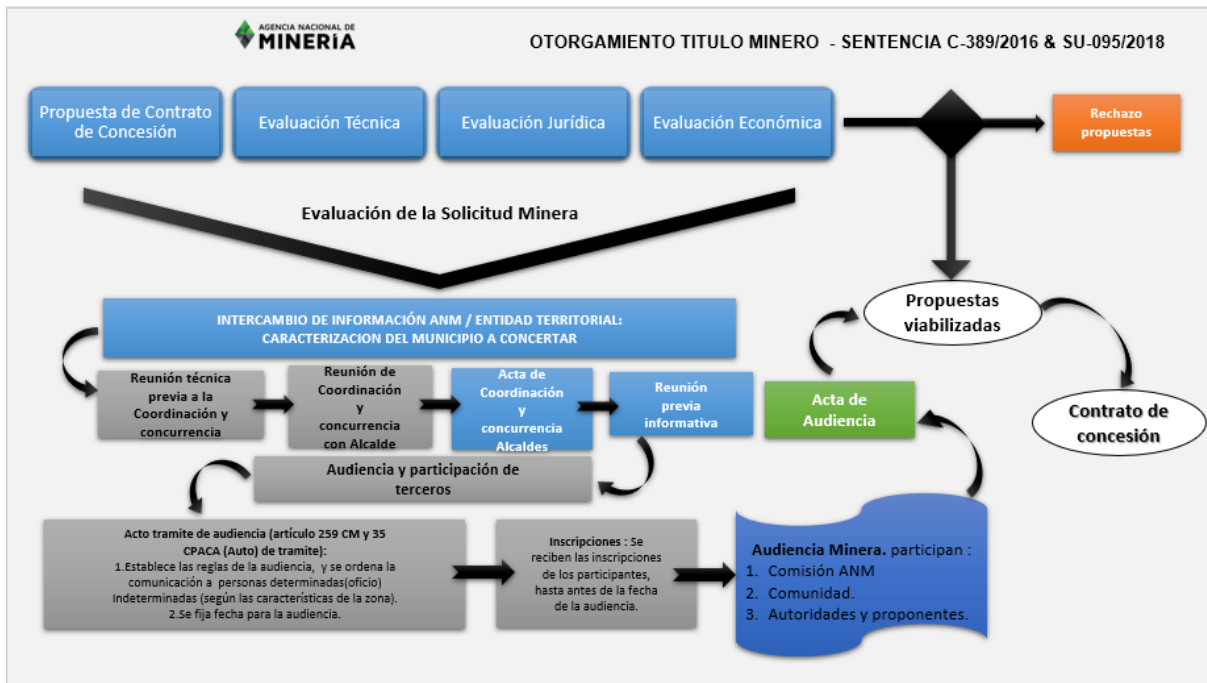 AGENCIA NACIONAL DE
MINERÍA
OTORGAMIENTO TITULO MINERO - SENTENCIA C-389/2016 & SU-095/2018
Propuesta de Contrato
de Concesión
Evaluación Técnica
Evaluación Jurídica
Evaluación Económica
Rechazo
propuestas
Evaluación de la Solicitud Minera
Propuestas
viabilizadas
INTERCAMBIO DE INFORMACIÓN ANM / ENTIDAD TERRITORIAL:
CARACTERIZACION DEL MUNICIPIO A CONCERTAR
Reunión técnica
previa a la
Coordinación y
concurrencia
Reunión de
Coordinación
y
concurrencia
con Alcalde
Acta de
Coordinación
y
concurrencia
Alcaldes
Reunión
previa
informativa
Acta de
Audiencia
Contrato de
concesión
Audiencia y participación de
terceros
Acto tramite de audiencia (artículo 259 CM y 35
CPACA (Auto) de tramite):
1.Establece las reglas de la audiencia, y se ordena la
comunicación a personas determinadas(oficio)
Indeterminadas (según las características de la zona).
2.Se fija fecha para la audiencia.
Inscripciones : Se
reciben las inscripciones
de los participantes,
hasta antes de la fecha
de la audiencia.
Audiencia Minera. participan :
1. Comisión ANM
2. Comunidad.
3. Autoridades y proponentes.